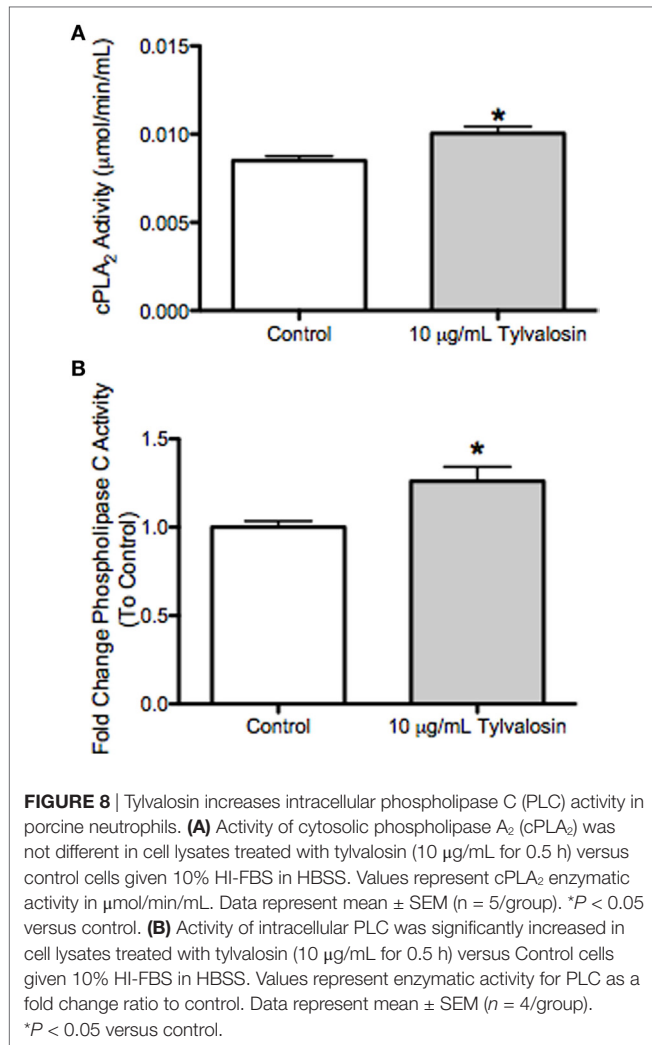 A
cPLA₂ Activity (μmol/min/mL)
0.015
0.010
0.005
0.000
*
Control
10 μg/mL Tylvalosin
B
Fold Change Phospholipase C Activity
(To Control)
1.5
1.0
0.5
0.0
*
Control
10 μg/mL Tylvalosin
FIGURE 8 | Tylvalosin increases intracellular phospholipase C (PLC) activity in
porcine neutrophils. (A) Activity of cytosolic phospholipase A₂ (cPLA₂) was
not different in cell lysates treated with tylvalosin (10 μg/mL for 0.5 h) versus
control cells given 10% HI-FBS in HBSS. Values represent cPLA₂ enzymatic
activity in μmol/min/mL. Data represent mean ± SEM (n = 5/group). *P < 0.05
versus control. (B) Activity of intracellular PLC was significantly increased in
cell lysates treated with tylvalosin (10 μg/mL for 0.5 h) versus Control cells
given 10% HI-FBS in HBSS. Values represent enzymatic activity for PLC as a
fold change ratio to control. Data represent mean ± SEM (n = 4/group).
*P < 0.05 versus control.